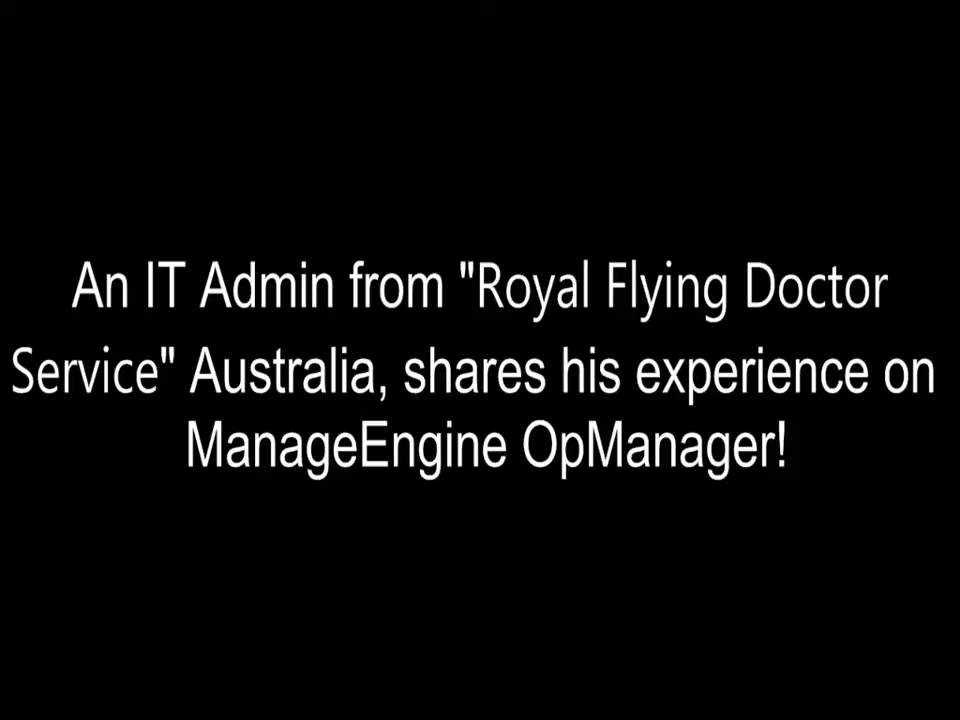 An IT Admin from "Royal Flying Doctor
Service" Australia, shares his experience on
ManageEngine OpManager!